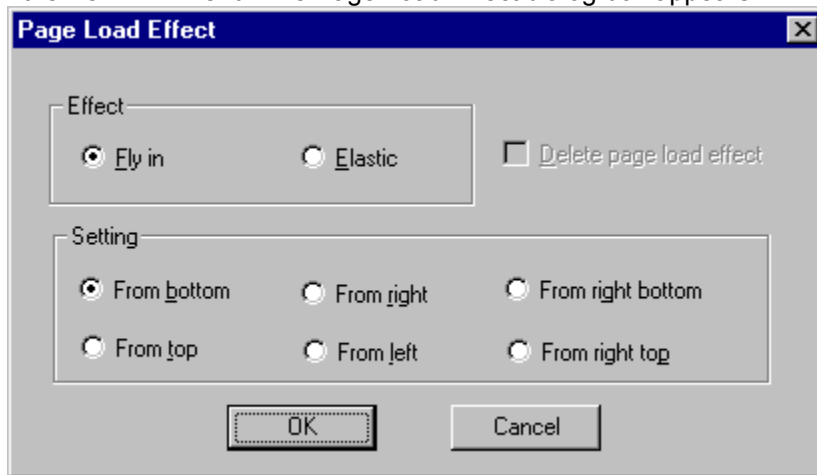 Page Load Effect
Effect
Fly in
Elastic
Delete page load effect
Setting
From bottom
From right
From right bottom
From top
From left
From right top
OK
Cancel